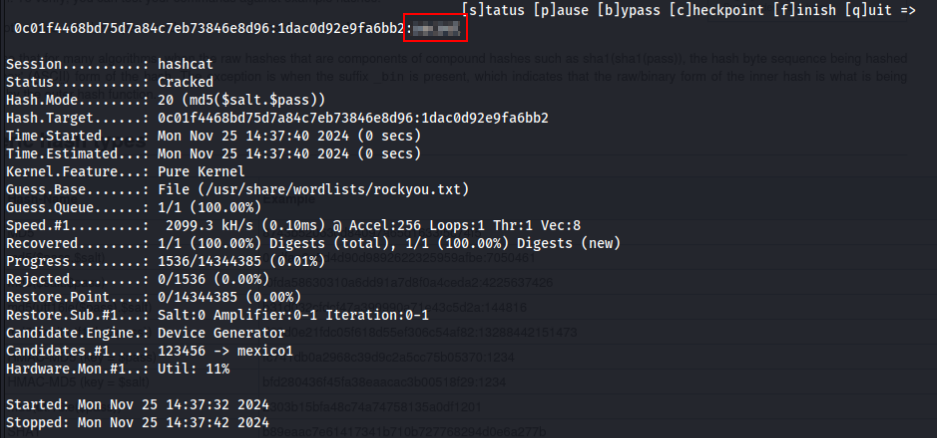 [s]tatus [p]ause [b]ypass [c]heckpoint [f]inish [q]uit =>
0c01f4468bd75d7a84c7eb73846e8d96:1dac0d92e9fa6bb2:
Session..........: hashcat
Status...........: Cracked
Hash.Mode........: 20 (md5($salt.$pass))
Hash.Target......: 0c01f4468bd75d7a84c7eb73846e8d96:1dac0d92e9fa6bb2
Time.Started.....: Mon Nov 25 14:37:40 2024 (0 secs)
Time.Estimated...: Mon Nov 25 14:37:40 2024 (0 secs)
Kernel.Feature...: Pure Kernel
Guess.Base.......: File (/usr/share/wordlists/rockyou.txt)
Guess.Queue......: 1/1 (100.00%)
Speed.#1.........:  2099.3 kH/s (0.10ms) @ Accel:256 Loops:1 Thr:1 Vec:8
Recovered........: 1/1 (100.00%) Digests (total), 1/1 (100.00%) Digests (new)
Progress.........: 1536/14344385 (0.01%)
Rejected.........: 0/1536 (0.00%)
Restore.Point....: 0/14344385 (0.00%)
Restore.Sub.#1...: Salt:0 Amplifier:0-1 Iteration:0-1
Candidate.Engine.: Device Generator
Candidates.#1....: 123456 -> mexico1
Hardware.Mon.#1..: Util: 11%
Started: Mon Nov 25 14:37:32 2024
Stopped: Mon Nov 25 14:37:42 2024